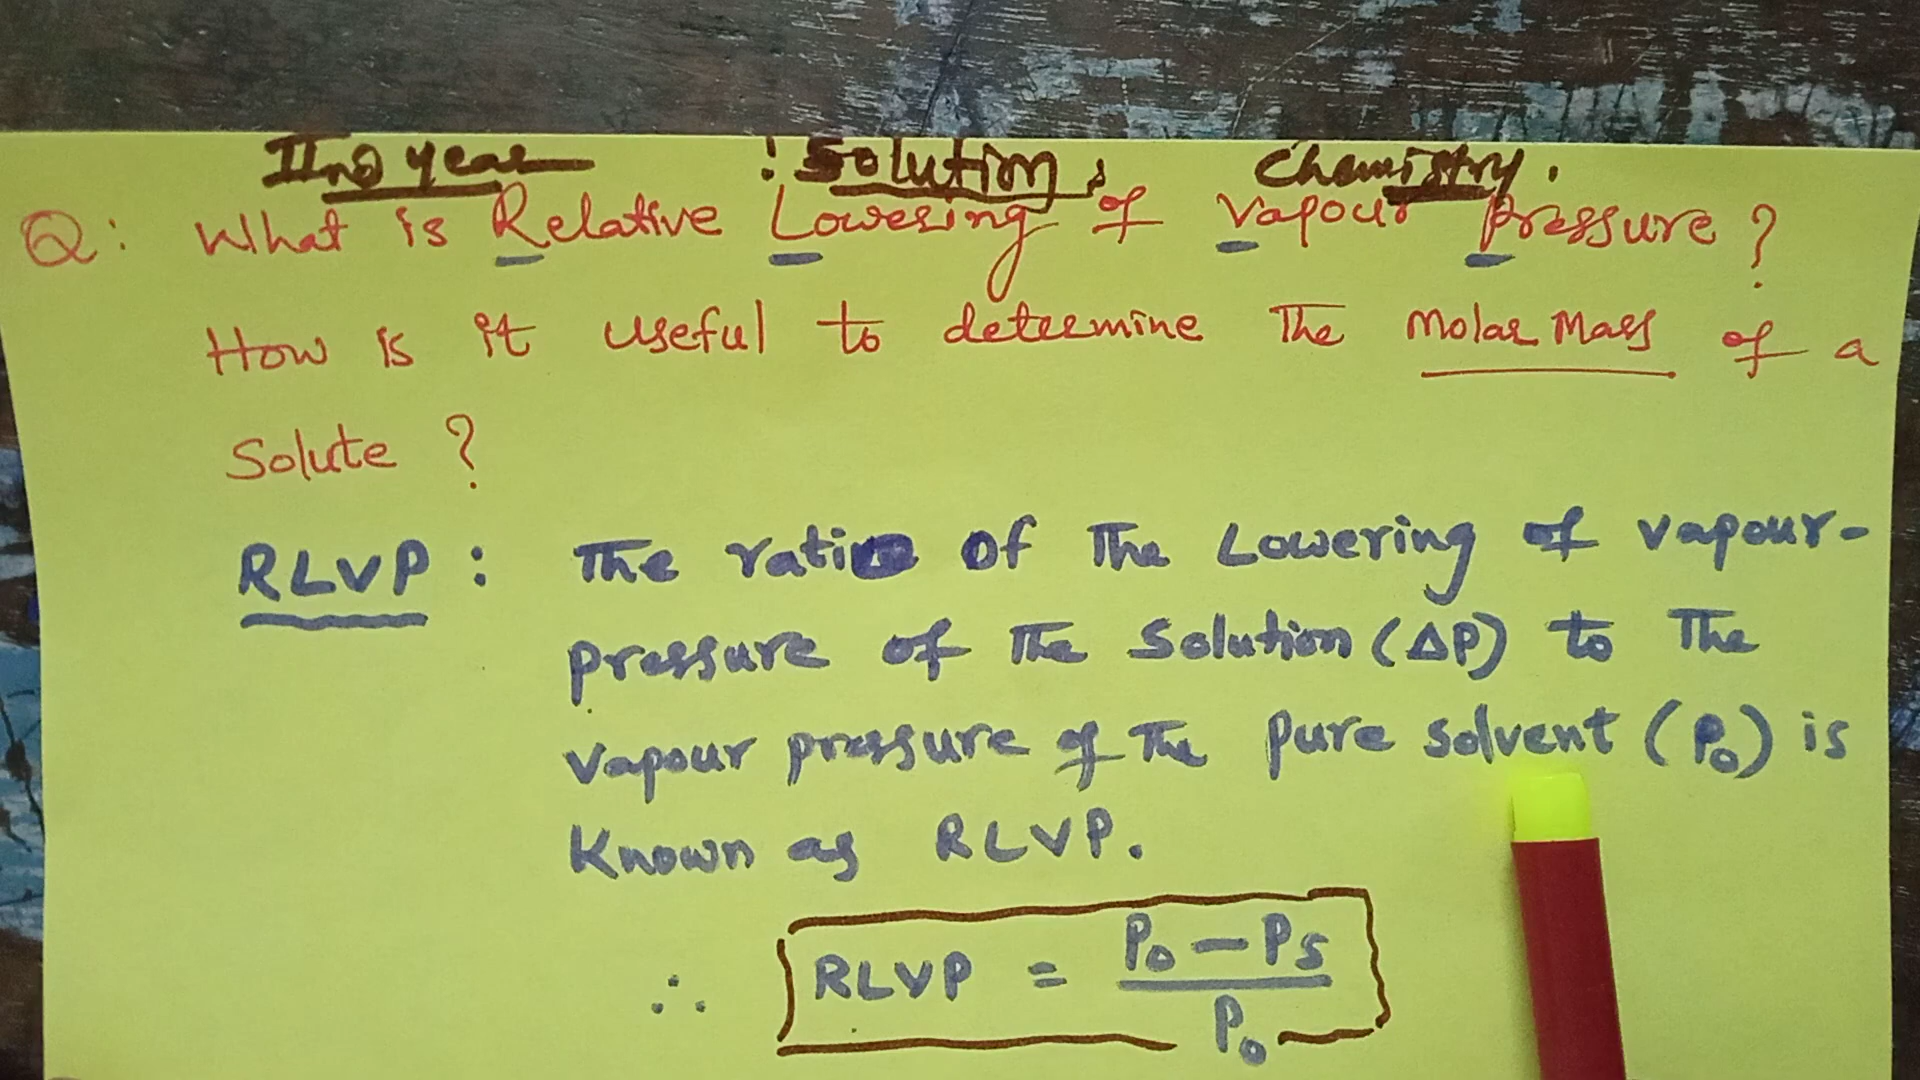 IInd year : Solution, Chemistry.
Q: What is Relative Lowering of Vapour Pressure?
How is it useful to determine The Molar Mass of a
Solute ?
RLVP : The ratio of The Lowering of vapour-
pressure of The Solution (ΔP) to The
vapour pressure of The pure solvent (P₀) is
Known as RLVP.
∴ RLVP = P₀ - Ps / P₀